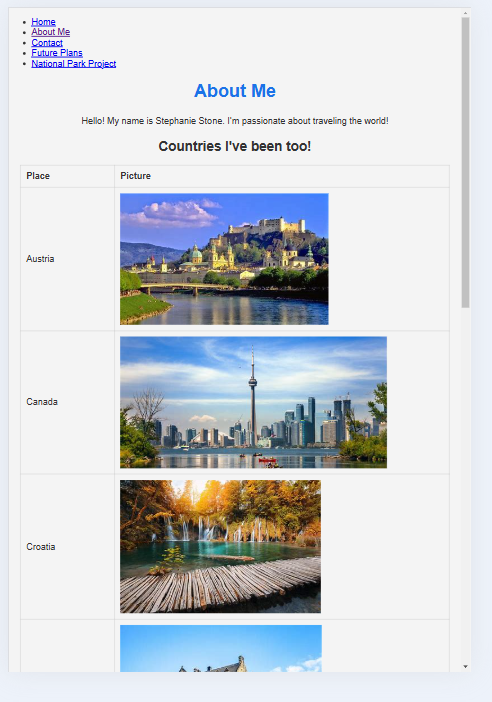 Home
About Me
Contact
Future Plans
National Park Project
About Me
Hello! My name is Stephanie Stone. I'm passionate about traveling the world!
Countries I've been too!
Place Picture
Austria
Canada
Croatia